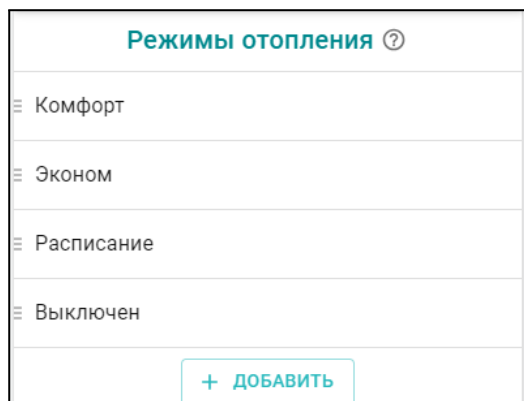 Режимы отопления
Комфорт
Эконом
Расписание
Выключен
+ ДОБАВИТЬ